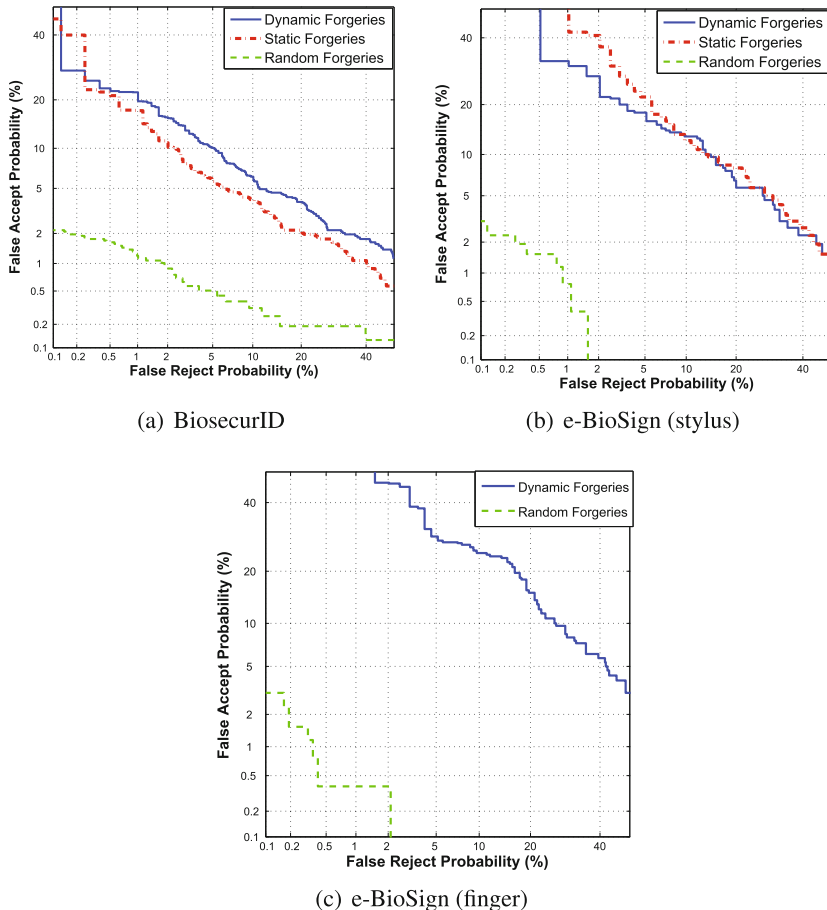 Dynamic Forgeries
Static Forgeries
Random Forgeries
False Accept Probability (%)
40
20
10
5
2
1
0.5
0.2
0.1
0.1 0.2 0.5 1 2 5 10 20 40
False Reject Probability (%)
(a) BiosecurID
Dynamic Forgeries
Static Forgeries
Random Forgeries
False Accept Probability (%)
40
20
10
5
2
1
0.5
0.2
0.1
0.1 0.2 0.5 1 2 5 10 20 40
False Reject Probability (%)
(b) e-BioSign (stylus)
Dynamic Forgeries
Random Forgeries
False Accept Probability (%)
40
20
10
5
2
1
0.5
0.2
0.1
0.1 0.2 0.5 1 2 5 10 20 40
False Reject Probability (%)
(c) e-BioSign (finger)